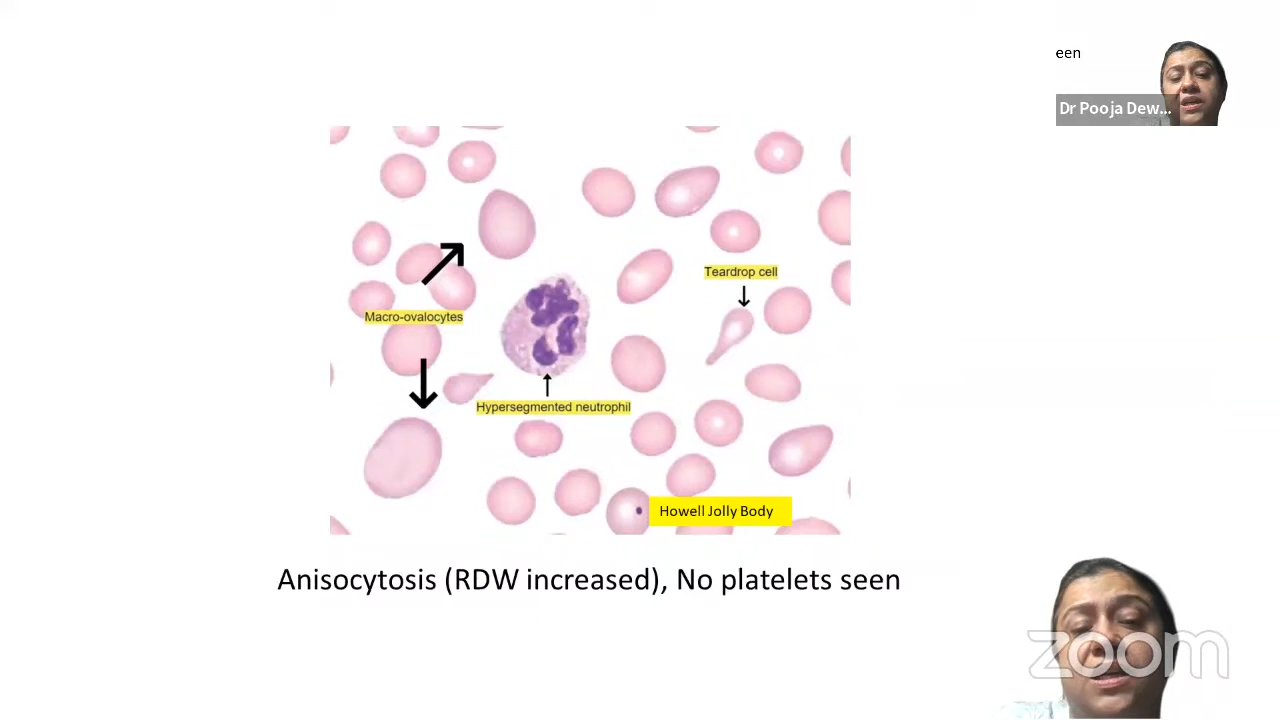 een
Dr Pooja Dew...
Teardrop cell
Macro-ovalocytes
Hypersegmented neutrophil
Howell Jolly Body
Anisocytosis (RDW increased), No platelets seen
zoom